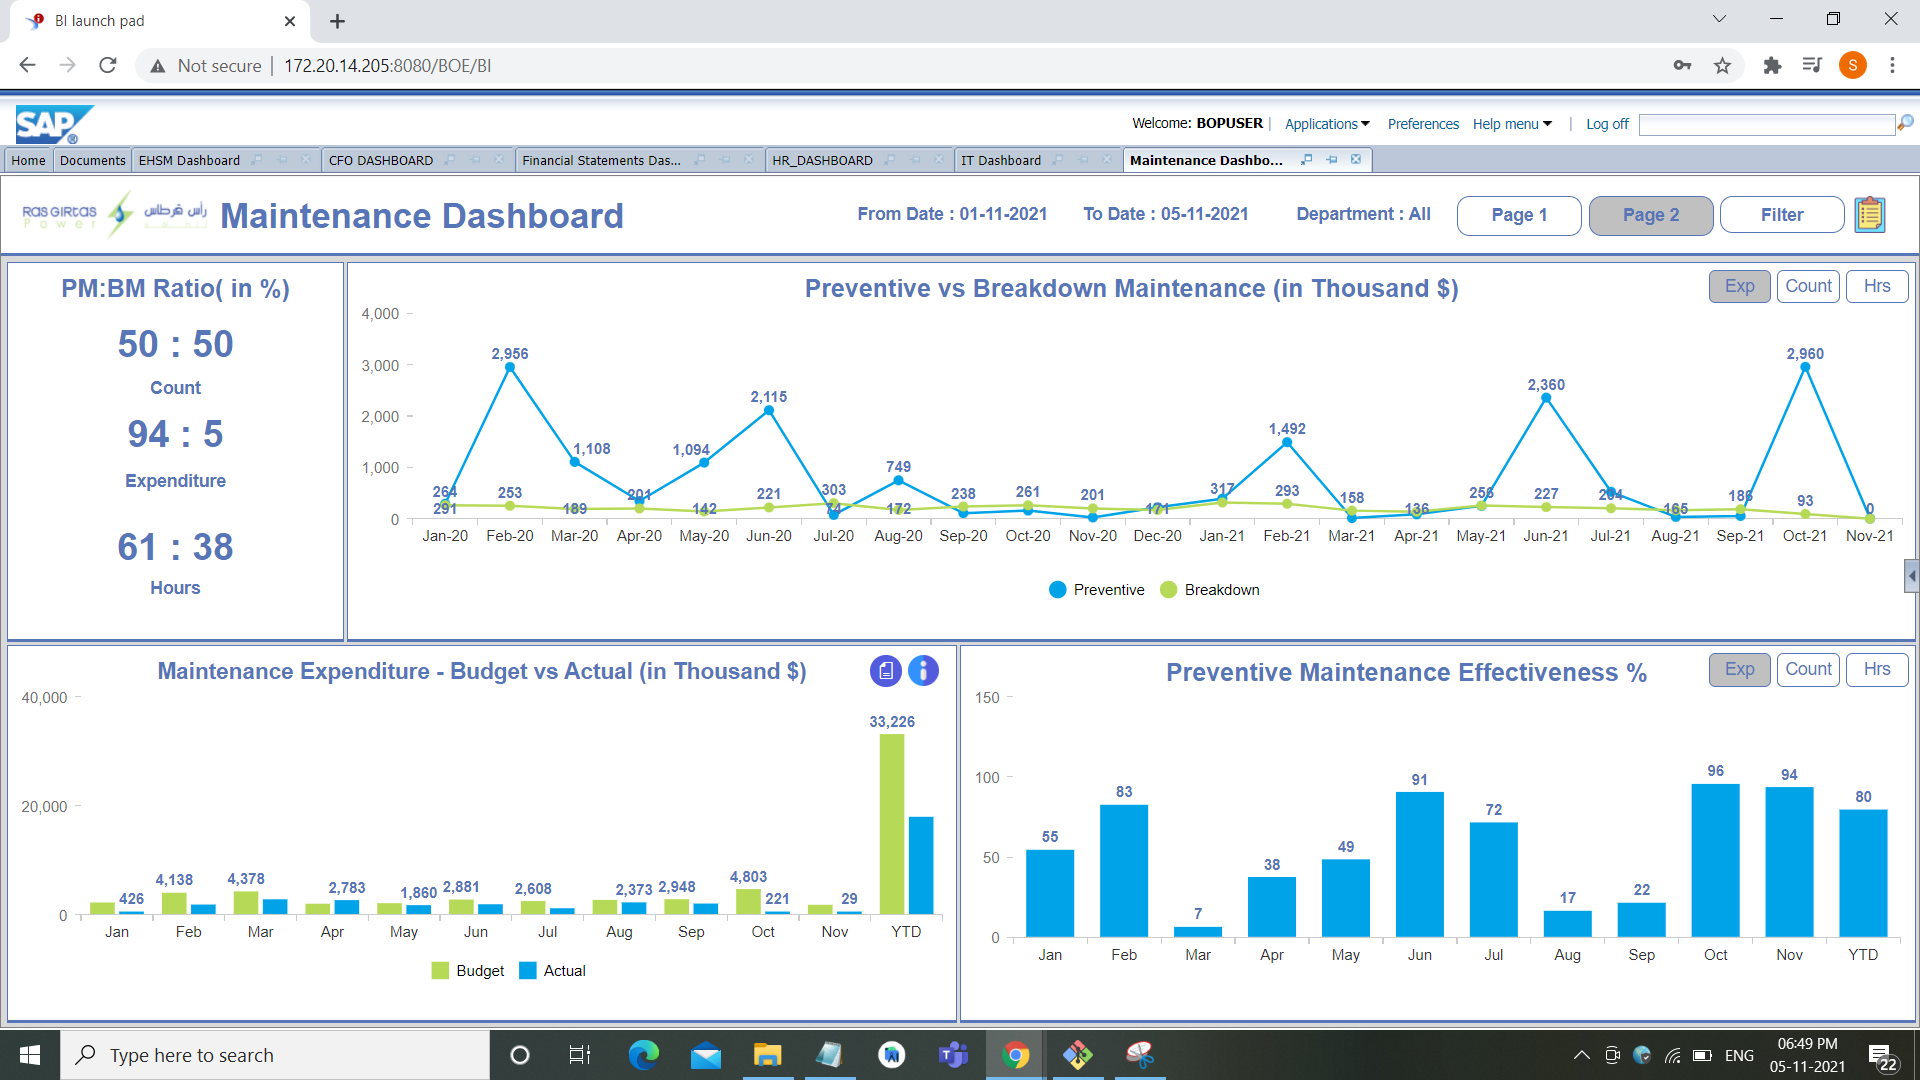 BI launch pad
Not secure | 172.20.14.205:8080/BOE/BI
S
SAP
Welcome: BOPUSER | Applications Preferences Help menu | Log off
Home Documents EHSM Dashboard CFO DASHBOARD Financial Statements Das... HR_DASHBOARD IT Dashboard Maintenance Dashbo...
RAS GIRTAS رأس قرطاس
Power
Maintenance Dashboard
From Date : 01-11-2021 To Date : 05-11-2021 Department : All Page 1 Page 2 Filter
PM:BM Ratio( in %)
50 : 50
Count
94 : 5
Expenditure
61 : 38
Hours
Preventive vs Breakdown Maintenance (in Thousand $)
Exp Count Hrs
4,000
3,000
2,000
1,000
0
2,956 2,960
2,360
2,115
1,492
1,108 1,094
749
264 253 189 201 142 221 303 172 238 261 201 171 317 293 158 136 256 227 165 186 93 0
291 74
Jan-20 Feb-20 Mar-20 Apr-20 May-20 Jun-20 Jul-20 Aug-20 Sep-20 Oct-20 Nov-20 Dec-20 Jan-21 Feb-21 Mar-21 Apr-21 May-21 Jun-21 Jul-21 Aug-21 Sep-21 Oct-21 Nov-21
Preventive Breakdown
Maintenance Expenditure - Budget vs Actual (in Thousand $)
40,000
20,000
0
33,226
426 4,138 4,378 2,783 1,860 2,881 2,608 2,373 2,948 4,803 221 29
Jan Feb Mar Apr May Jun Jul Aug Sep Oct Nov YTD
Budget Actual
Preventive Maintenance Effectiveness %
Exp Count Hrs
150
100
50
0
55 83 7 38 49 91 72 17 22 96 94 80
Jan Feb Mar Apr May Jun Jul Aug Sep Oct Nov YTD
Type here to search
ENG
06:49 PM
05-11-2021
22